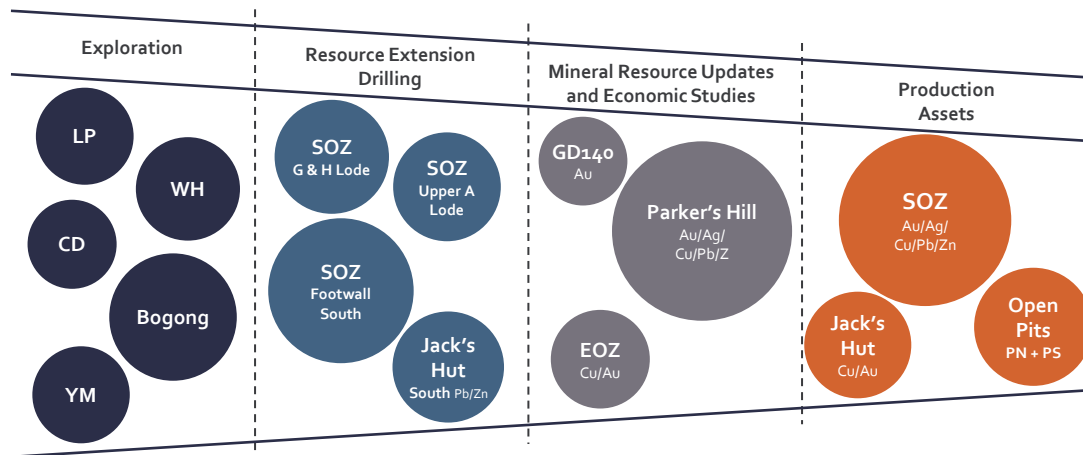 Exploration
Resource Extension
Drilling
Mineral Resource Updates
and Economic Studies
Production
Assets
LP
WH
CD
Bogong
YM
SOZ
G & H Lode
SOZ
Upper A
Lode
SOZ
Footwall
South
Jack's
Hut
South Pb/Zn
GD140
Au
Parker's Hill
Au/Ag/
Cu/Pb/Z
EOZ
Cu/Au
SOZ
Au/Ag/
Cu/Pb/Zn
Jack's
Hut
Cu/Au
Open
Pits
PN + PS